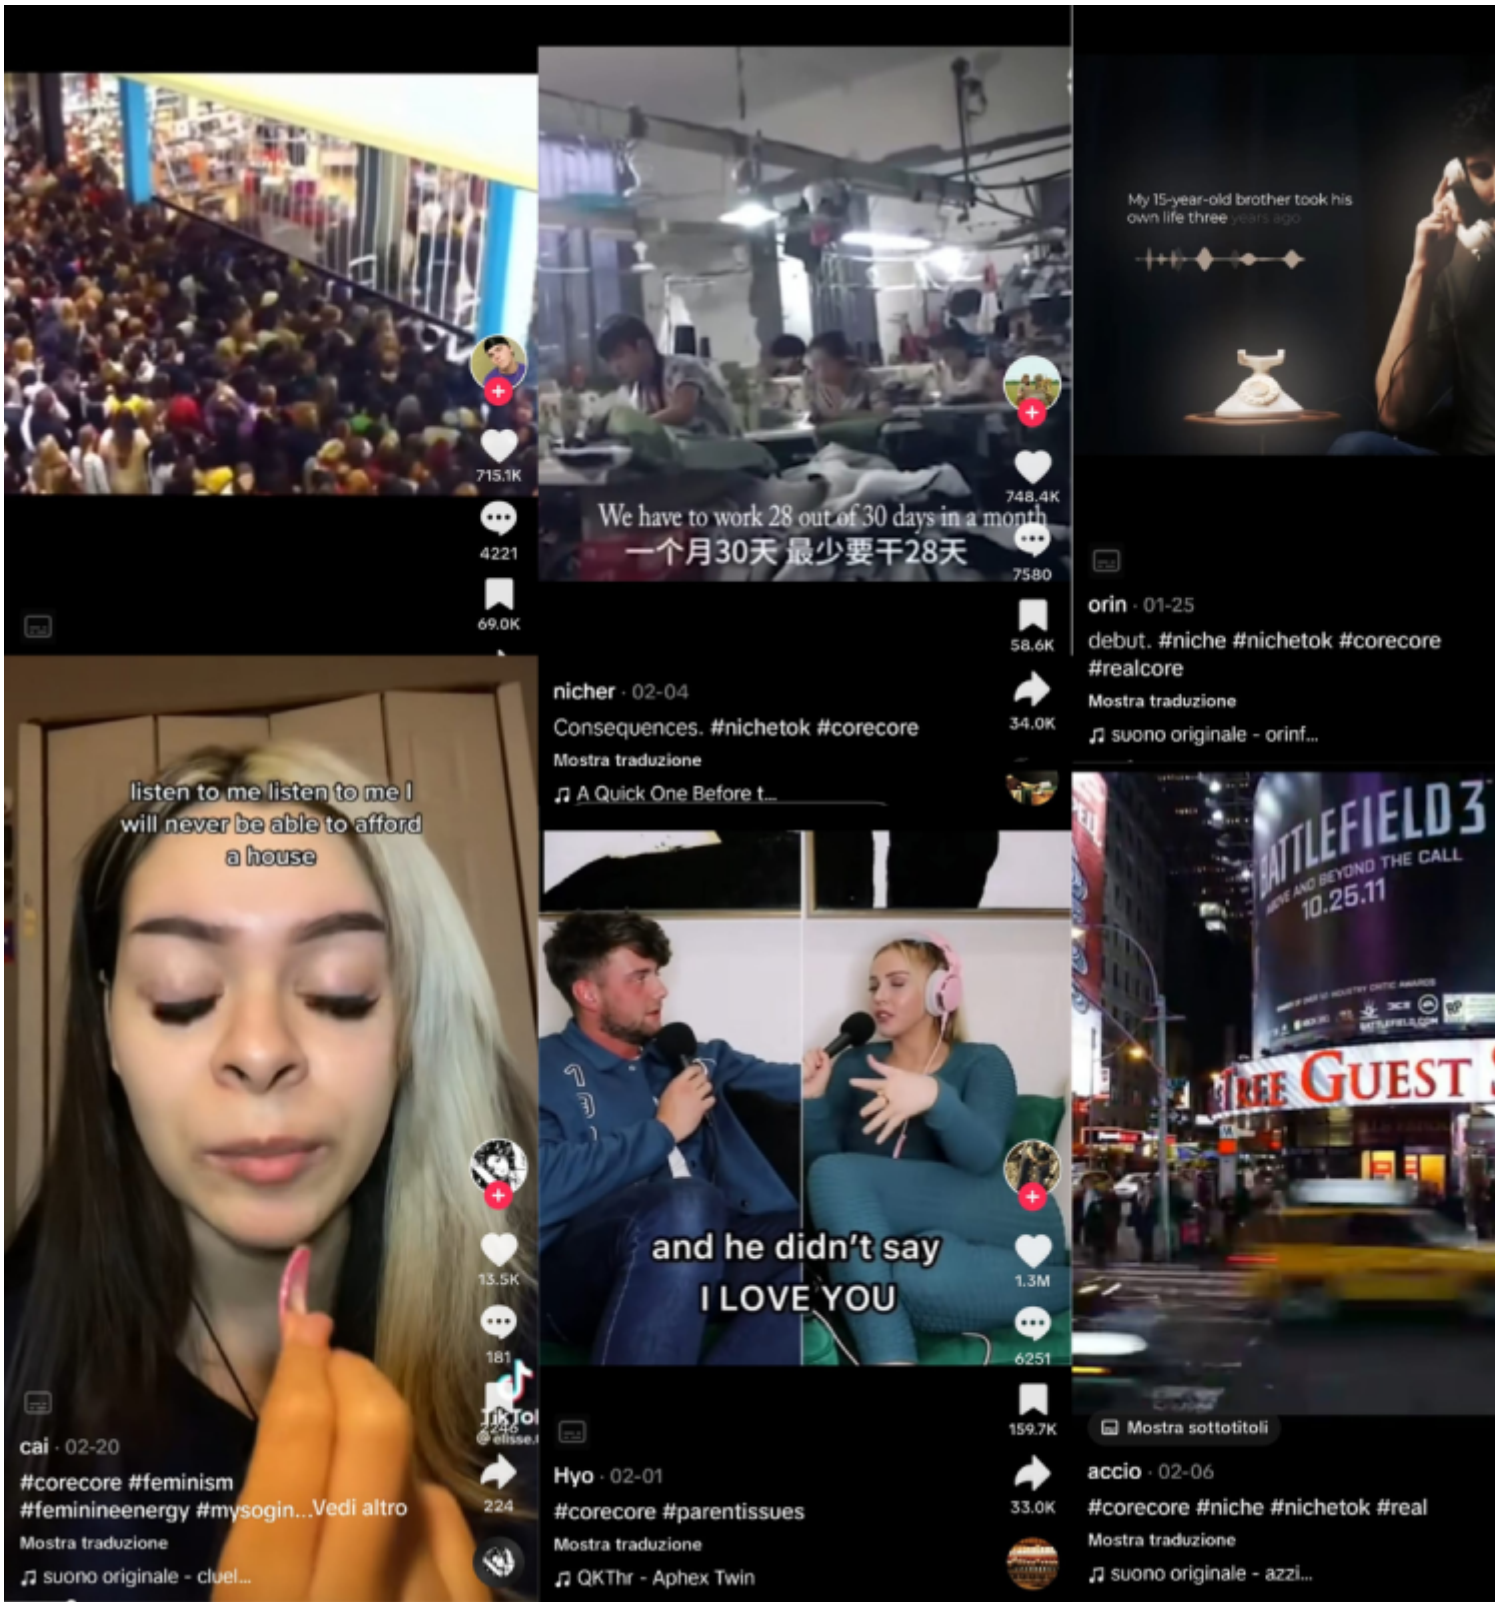 715.1K
4221
69.0K
We have to work 28 out of 30 days in a month
一个月30天 最少要干28天
748.4K
7580
58.6K
34.0K
nicher · 02-04
Consequences. #nichetok #corecore
Mostra traduzione
A Quick One Before t...
My 15-year-old brother took his
own life three years ago
orin · 01-25
debut. #niche #nichetok #corecore
#realcore
Mostra traduzione
suono originale - orinf...
listen to me listen to me I
will never be able to afford
a house
13.5K
181
TikTok
2246
@elisse.
224
cai · 02-20
#corecore #feminism
#feminineenergy #mysogin...Vedi altro
Mostra traduzione
suono originale - cluel...
and he didn't say
I LOVE YOU
1.3M
6251
159.7K
33.0K
Hyo · 02-01
#corecore #parentissues
Mostra traduzione
QKThr - Aphex Twin
BATTLEFIELD 3
ABOVE AND BEYOND THE CALL
10.25.11
BATTLEFIELD.COM
TREE GUEST S
Mostra sottotitoli
accio · 02-06
#corecore #niche #nichetok #real
Mostra traduzione
suono originale - azzi...